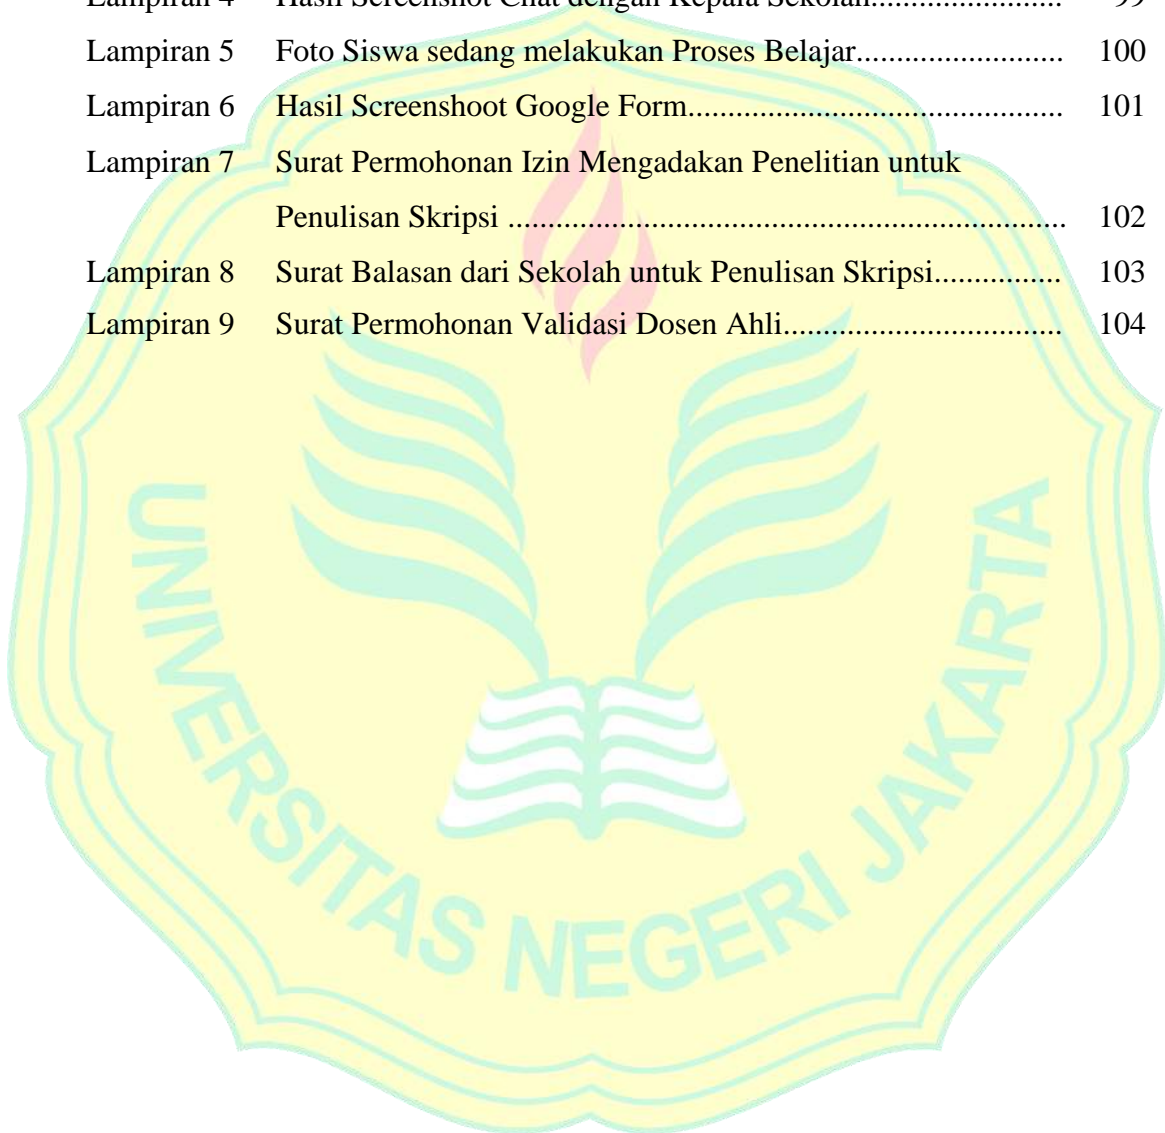 Lampiran 4 Hasil Screenshot Chat dengan Kepala Sekolah........................ 99
Lampiran 5 Foto Siswa sedang melakukan Proses Belajar.......................... 100
Lampiran 6 Hasil Screenshoot Google Form............................................... 101
Lampiran 7 Surat Permohonan Izin Mengadakan Penelitian untuk
Penulisan Skripsi ...................................................................... 102
Lampiran 8 Surat Balasan dari Sekolah untuk Penulisan Skripsi................ 103
Lampiran 9 Surat Permohonan Validasi Dosen Ahli................................... 104
UNIVERSITAS NEGERI JAKARTA